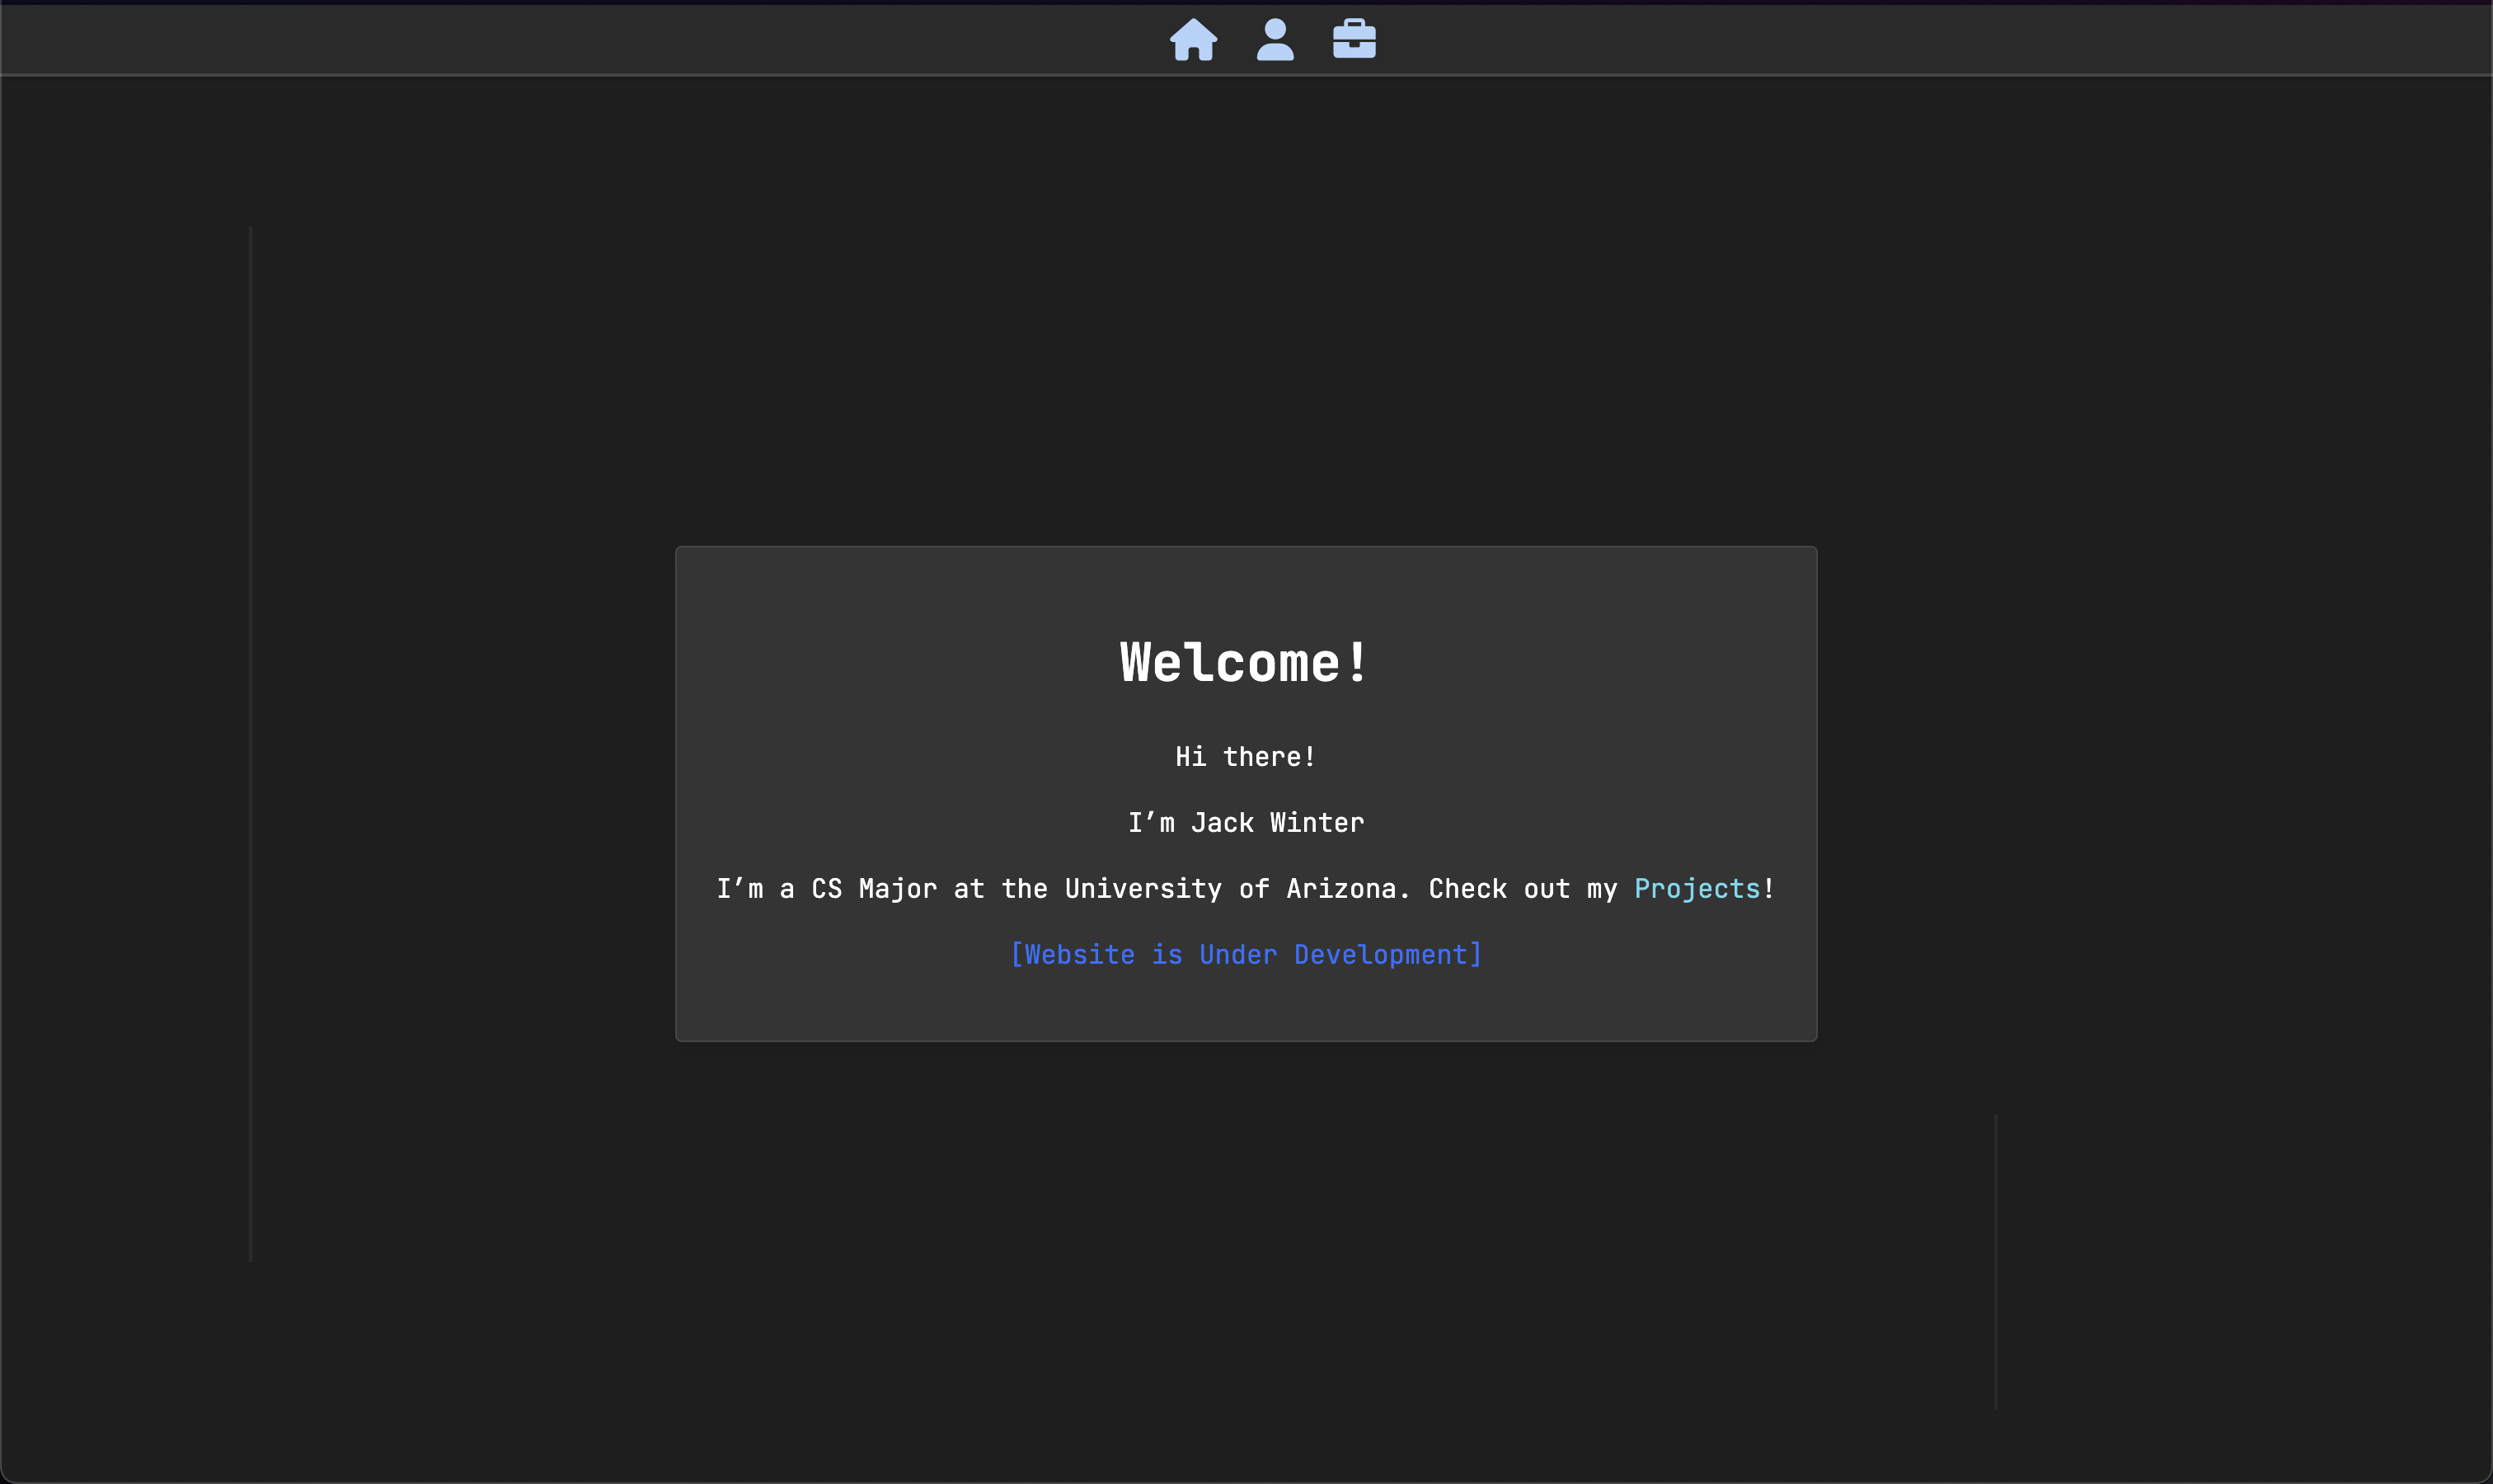 Welcome!
Hi there!
I’m Jack Winter
I’m a CS Major at the University of Arizona. Check out my Projects!
[Website is Under Development]